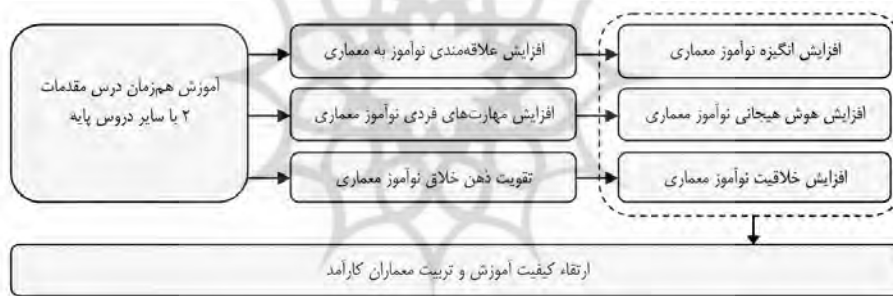 آموزش هم‌زمان درس مقدمات
۲ با سایر دروس پایه
افزایش علاقه‌مندی نوآموز به معماری
افزایش انگیزه نوآموز معماری
افزایش مهارت‌های فردی نوآموز معماری
افزایش هوش هیجانی نوآموز معماری
تقویت ذهن خلاق نوآموز معماری
افزایش خلاقیت نوآموز معماری
ارتقاء کیفیت آموزش و تربیت معماران کارآمد